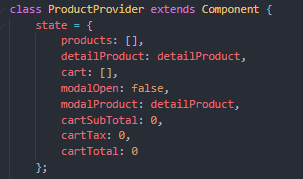 class ProductProvider extends Component {
state = {
products: [],
detailProduct: detailProduct,
cart: [],
modalOpen: false,
modalProduct: detailProduct,
cartSubTotal: 0,
cartTax: 0,
cartTotal: 0
};